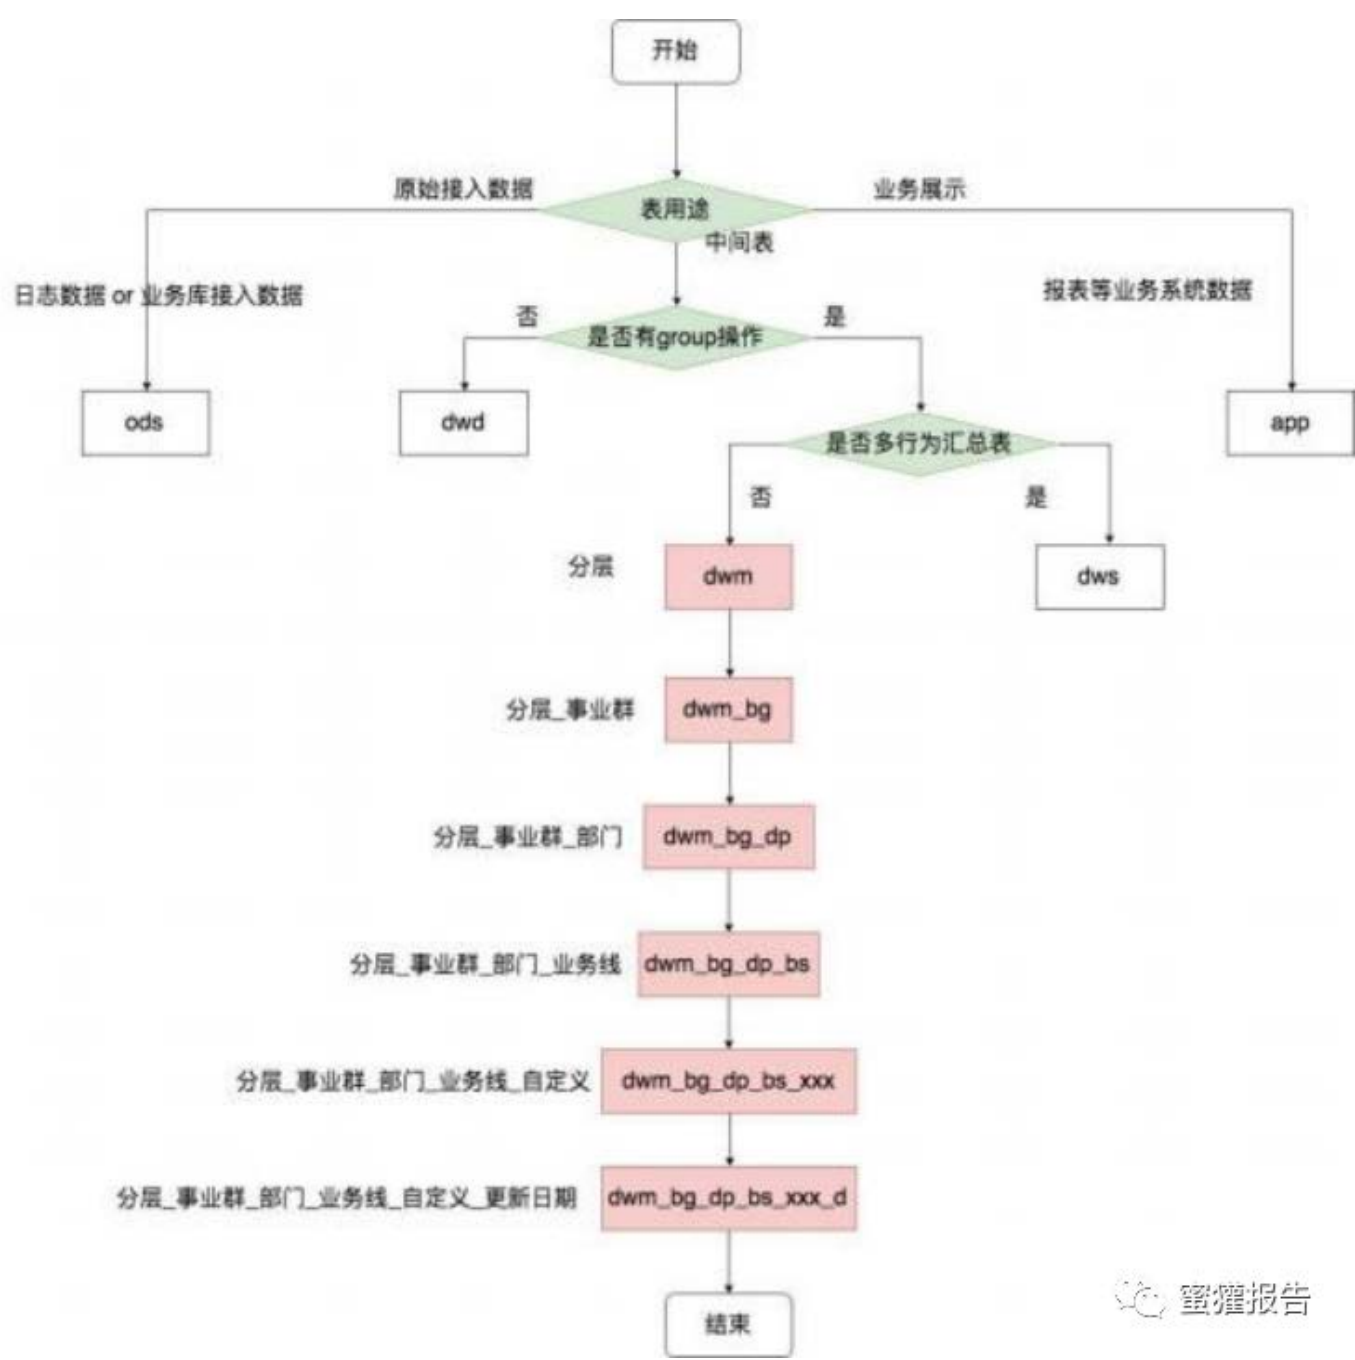 开始
原始接入数据
表用途
业务展示
中间表
日志数据 or 业务库接入数据
报表等业务系统数据
否
是否有group操作
是
ods
dwd
是否多行为汇总表
app
否
是
分层
dwm
dws
分层_事业群
dwm_bg
分层_事业群_部门
dwm_bg_dp
分层_事业群_部门_业务线
dwm_bg_dp_bs
分层_事业群_部门_业务线_自定义
dwm_bg_dp_bs_xxx
分层_事业群_部门_业务线_自定义_更新日期
dwm_bg_dp_bs_xxx_d
蜜獾报告
结束